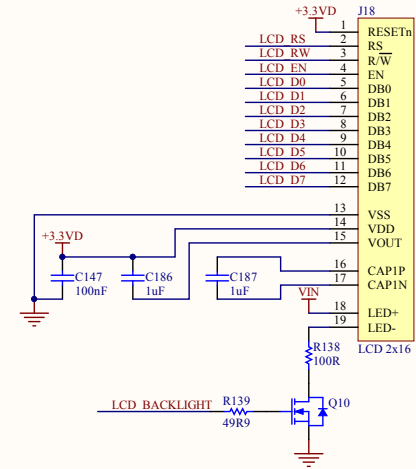 +3.3VD
J18
1 RESETn
LCD_RS 2 RS
LCD_RW 3 R/W
LCD_EN 4 EN
LCD_D0 5 DB0
LCD_D1 6 DB1
LCD_D2 7 DB2
LCD_D3 8 DB3
LCD_D4 9 DB4
LCD_D5 10 DB5
LCD_D6 11 DB6
LCD_D7 12 DB7
13 VSS
14 VDD
15 VOUT
+3.3VD
C147
100nF
C186
1uF
C187
1uF
16 CAP1P
17 CAP1N
VIN
18 LED+
19 LED-
LCD 2x16
R138
100R
LCD_BACKLIGHT
R139
49R9
Q10